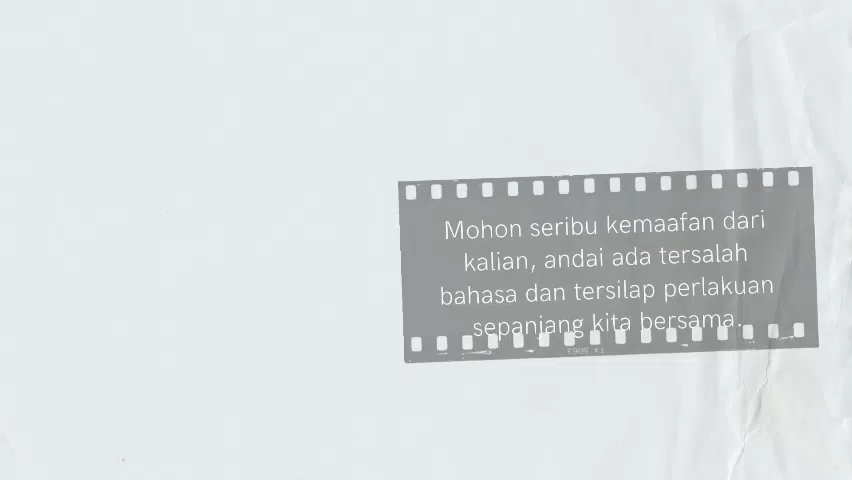 Mohon seribu kemaafan dari
kalian, andai ada tersalah
bahasa dan tersilap perlakuan
sepanjang kita bersama.